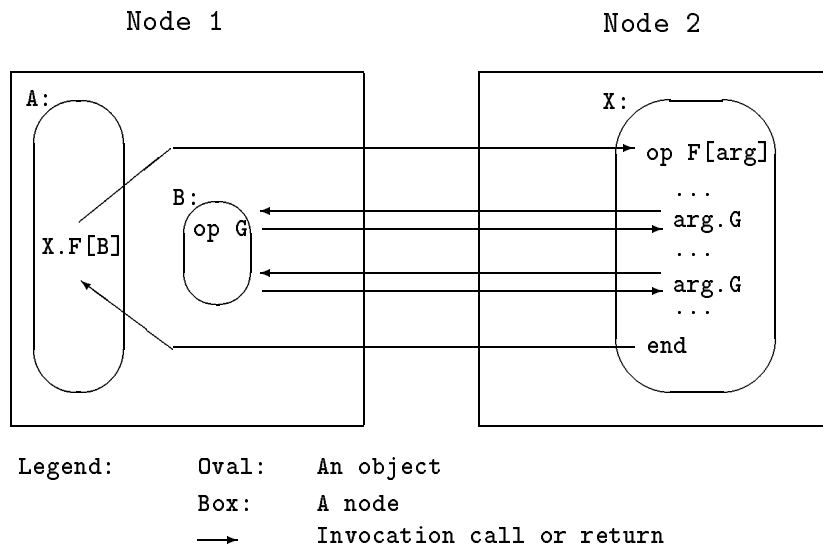 Node 1
Node 2
A:
X:
op F[arg]
...
B:
op G
arg.G
X.F[B]
...
arg.G
...
end
Legend:
Oval: An object
Box: A node
Invocation call or return